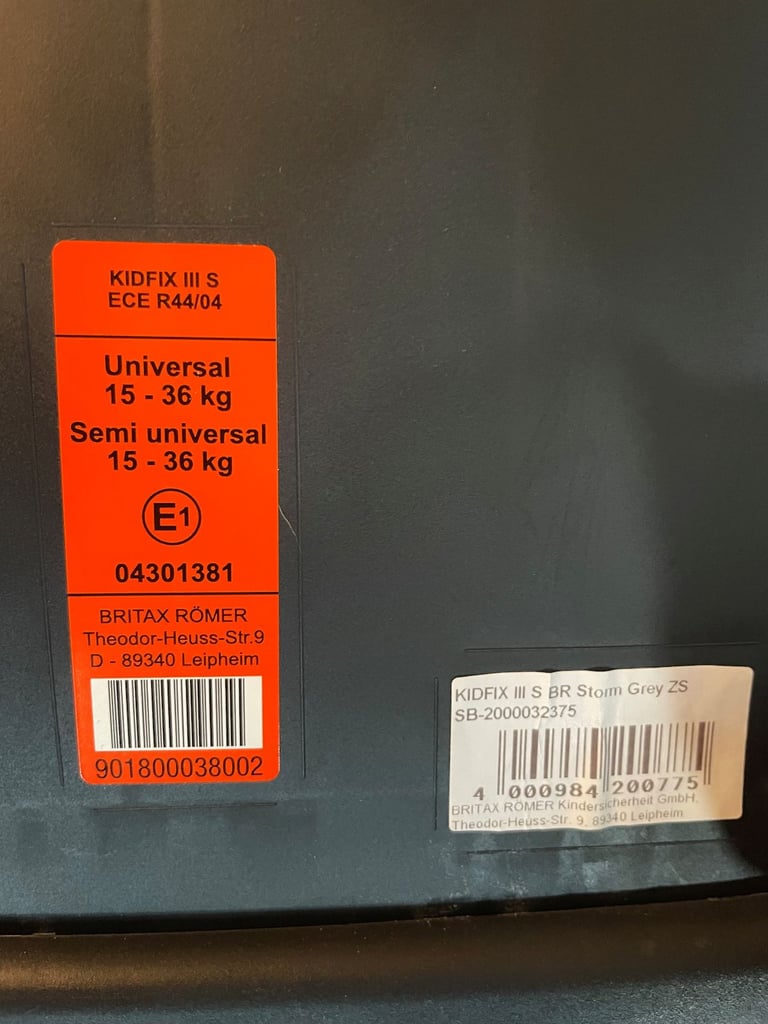 KIDFIX III S
ECE R44/04
Universal
15 - 36 kg
Semi universal
15 - 36 kg
E1
04301381
BRITAX RÖMER
Theodor-Heuss-Str.9
D - 89340 Leipheim
901800038002
KIDFIX III S BR Storm Grey ZS
SB-2000032375
4 000984 200775
BRITAX RÖMER Kindersicherheit GmbH,
Theodor-Heuss-Str. 9, 89340 Leipheim